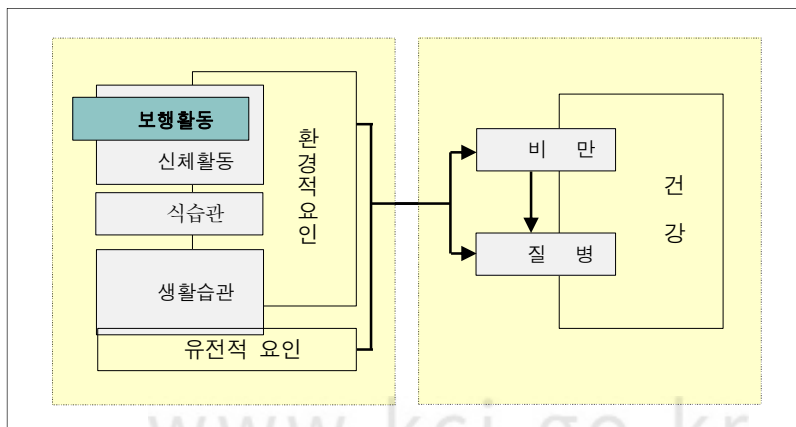 보행활동
신체활동
식습관
생활습관
유전적 요인
환경적요인
비 만
질 병
건 강
www.kci.go.kr